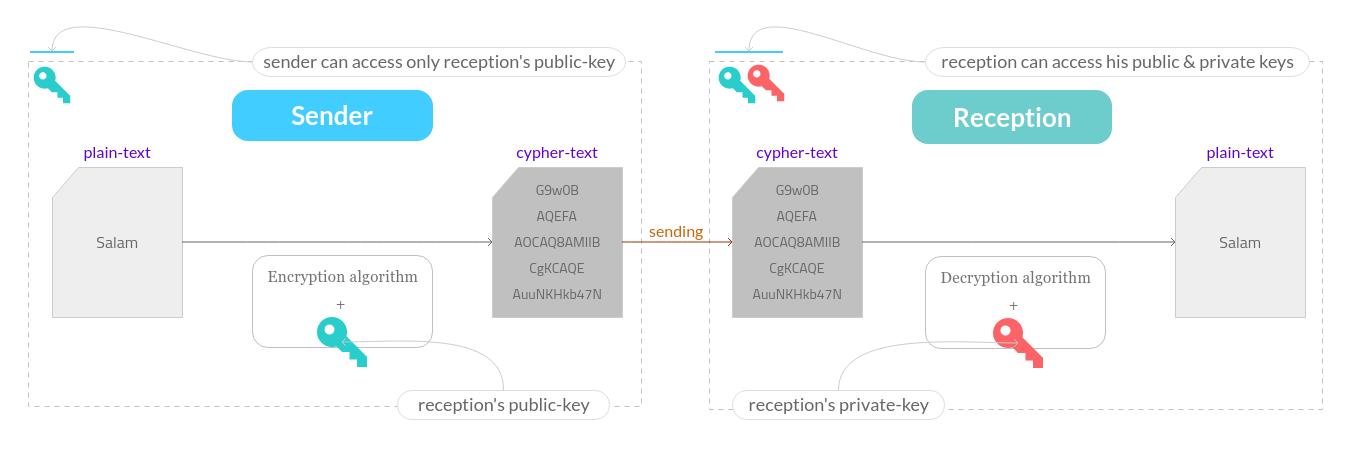 sender can access only reception's public-key
Sender
plain-text
Salam
Encryption algorithm
+
reception's public-key
cypher-text
G9w0B
AQEFA
AOCAQ8AMIIB
CgKCAQE
AuuNKHkb47N
sending
reception can access his public & private keys
Reception
cypher-text
G9w0B
AQEFA
AOCAQ8AMIIB
CgKCAQE
AuuNKHkb47N
Decryption algorithm
+
reception's private-key
plain-text
Salam